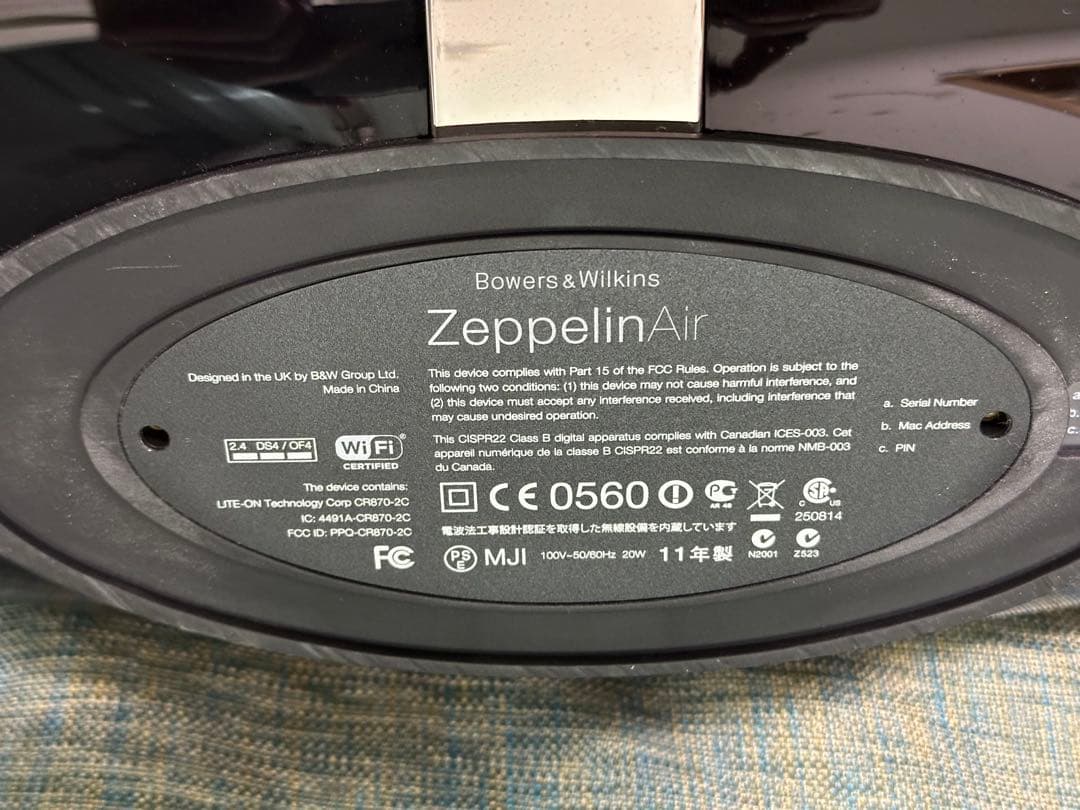 Bowers & Wilkins
ZeppelinAir
Designed in the UK by B&W Group Ltd.
Made in China
This device complies with Part 15 of the FCC Rules. Operation is subject to the
following two conditions: (1) this device may not cause harmful interference, and
(2) this device must accept any interference received, including interference that
may cause undesired operation.
This CISPR22 Class B digital apparatus complies with Canadian ICES-003. Cet
appareil numérique de la classe B CISPR22 est conforme à la norme NMB-003
du Canada.
a. Serial Number
b. Mac Address
c. PIN
a
b.
c.
2.4 DS4 / OF4
Wi Fi
CERTIFIED
The device contains:
LITE-ON Technology Corp CR870-2C
IC: 4491A-CR870-2C
FCC ID: PPQ-CR870-2C
FC
CE 0560
AR 46
C SA US
250814
電波法工事設計認証を取得した無線設備を内蔵しています
PSE MJI 100V~50/60Hz 20W 11年製
N2001 Z523